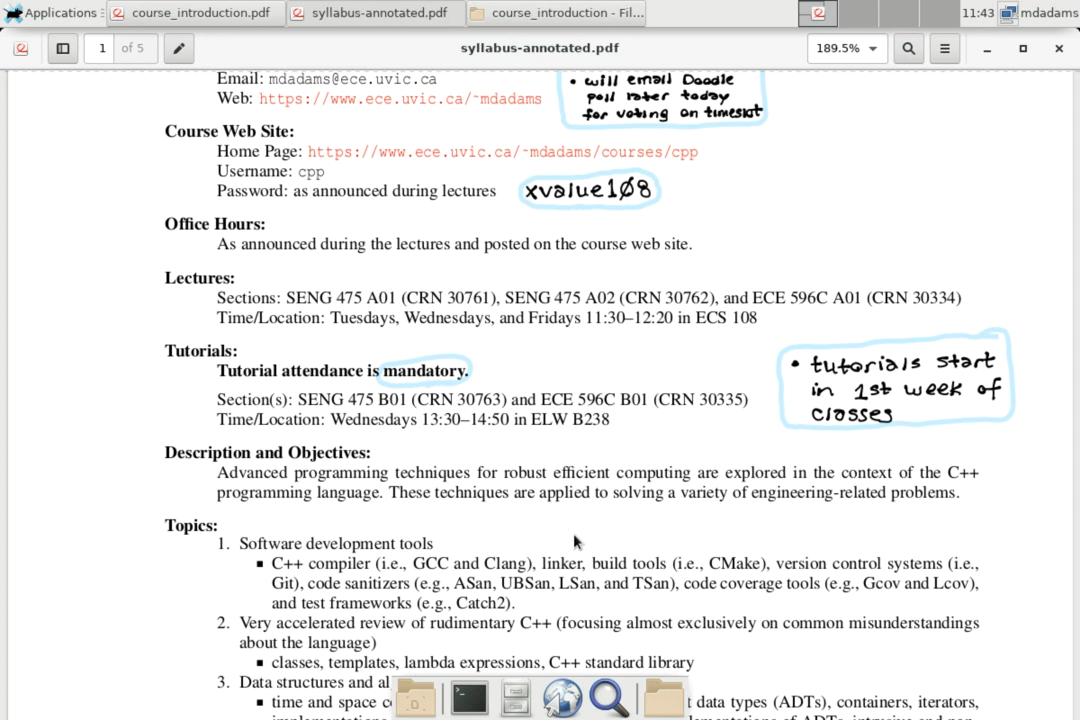 Applications course_introduction.pdf syllabus-annotated.pdf course_introduction - Fil... 11:43 mdadams
1 of 5 syllabus-annotated.pdf 189.5%
Email: mdadams@ece.uvic.ca
Web: https://www.ece.uvic.ca/~mdadams
• will email Doodle
poll later today
for voting on timeslot
Course Web Site:
Home Page: https://www.ece.uvic.ca/~mdadams/courses/cpp
Username: cpp
Password: as announced during lectures xvalue1Ø8
Office Hours:
As announced during the lectures and posted on the course web site.
Lectures:
Sections: SENG 475 A01 (CRN 30761), SENG 475 A02 (CRN 30762), and ECE 596C A01 (CRN 30334)
Time/Location: Tuesdays, Wednesdays, and Fridays 11:30–12:20 in ECS 108
Tutorials:
Tutorial attendance is mandatory.
Section(s): SENG 475 B01 (CRN 30763) and ECE 596C B01 (CRN 30335)
Time/Location: Wednesdays 13:30–14:50 in ELW B238
• tutorials start
in 1st week of
classes
Description and Objectives:
Advanced programming techniques for robust efficient computing are explored in the context of the C++
programming language. These techniques are applied to solving a variety of engineering-related problems.
Topics:
1. Software development tools
▪ C++ compiler (i.e., GCC and Clang), linker, build tools (i.e., CMake), version control systems (i.e.,
Git), code sanitizers (e.g., ASan, UBSan, LSan, and TSan), code coverage tools (e.g., Gcov and Lcov),
and test frameworks (e.g., Catch2).
2. Very accelerated review of rudimentary C++ (focusing almost exclusively on common misunderstandings
about the language)
▪ classes, templates, lambda expressions, C++ standard library
3. Data structures and al
▪ time and space c t data types (ADTs), containers, iterators,